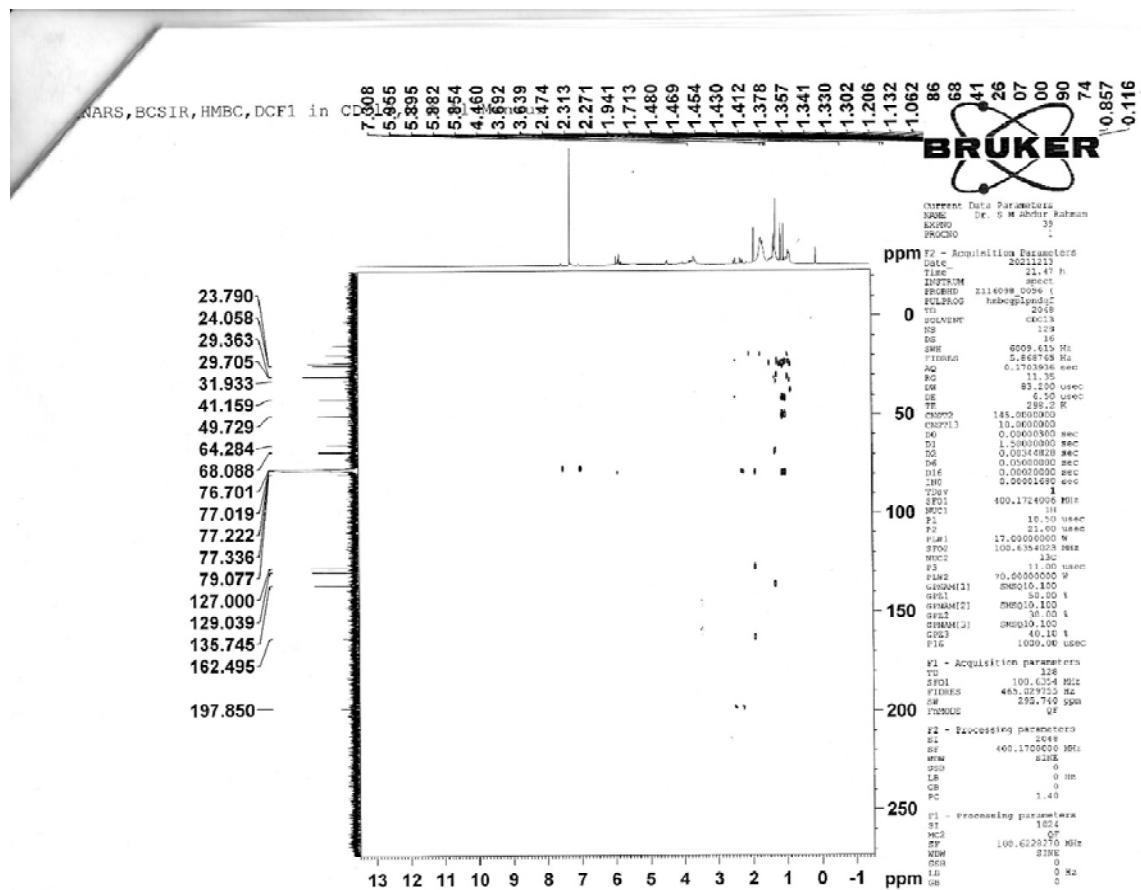 NARS,BCSIR,HMBC,DCF1 in
7.308
5.955
5.895
5.882
5.854
4.460
3.692
3.639
2.474
2.313
2.271
1.941
1.713
1.480
1.469
1.454
1.430
1.412
1.378
1.357
1.341
1.330
1.302
1.206
1.132
1.062
86
68
41
26
07
00
90
74
0.857
0.116
BRUKER
Current Data Parameters
NAME Dr. S M Abdur Rahman
EXPNO 39
PROCNO 1
F2 - Acquisition Parameters
Date_ 20211213
Time 21.47 h
INSTRUM spect
PROBHD Z116098_0096 (
PULPROG hmbcgplpndqf
TD 2048
SOLVENT CDCl3
NS 128
DS 16
SWH 6009.615 Hz
FIDRES 5.868765 Hz
AQ 0.1703936 sec
RG 11.35
DW 83.200 usec
DE 6.50 usec
TE 298.2 K
CNST2 145.0000000
CNST13 10.0000000
D0 0.00000300 sec
D1 1.50000000 sec
D2 0.00344828 sec
D6 0.05000000 sec
D16 0.00020000 sec
IN0 0.00001680 sec
TDav 1
SFO1 400.1724006 MHz
NUC1 1H
P1 10.50 usec
P2 21.00 usec
PLW1 17.00000000 W
SFO2 100.6354023 MHz
NUC2 13C
P3 11.00 usec
PLW2 70.00000000 W
GPNAM[1] SMSQ10.100
GPZ1 50.00 %
GPNAM[2] SMSQ10.100
GPZ2 30.00 %
GPNAM[3] SMSQ10.100
GPZ3 40.10 %
P16 1000.00 usec
F1 - Acquisition parameters
TD 128
SFO1 100.6354 MHz
FIDRES 465.029755 Hz
SW 295.740 ppm
FnMODE QF
F2 - Processing parameters
SI 2048
SF 400.1700000 MHz
WDW SINE
SSB 0
LB 0 Hz
GB 0
PC 1.40
F1 - Processing parameters
SI 1024
MC2 QF
SF 100.6228270 MHz
WDW SINE
SSB 0
LB 0 Hz
GB 0
23.790
24.058
29.363
29.705
31.933
41.159
49.729
64.284
68.088
76.701
77.019
77.222
77.336
79.077
127.000
129.039
135.745
162.495
197.850
ppm
0
50
100
150
200
250
13 12 11 10 9 8 7 6 5 4 3 2 1 0 -1 ppm